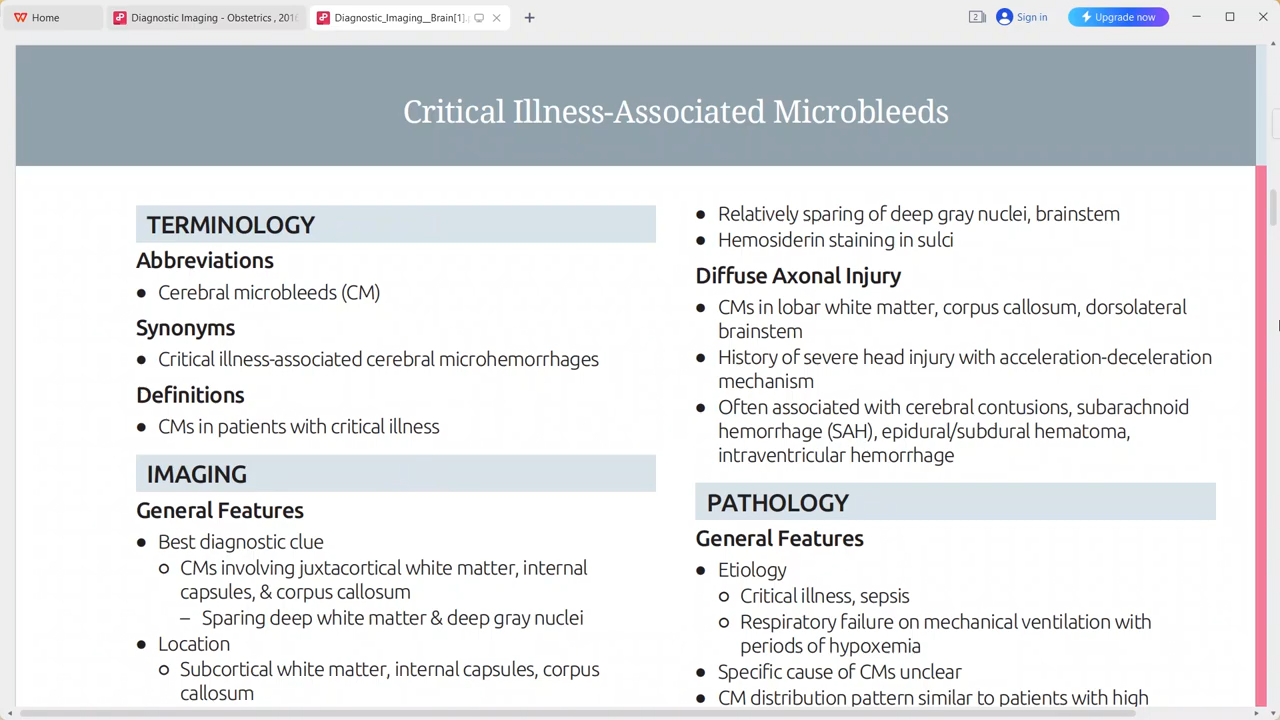 Home
Diagnostic Imaging - Obstetrics , 201
Diagnostic_Imaging__Brain[1].
2
Sign in
Upgrade now
Critical Illness-Associated Microbleeds
TERMINOLOGY
Abbreviations
● Cerebral microbleeds (CM)
Synonyms
● Critical illness-associated cerebral microhemorrhages
Definitions
● CMs in patients with critical illness
IMAGING
General Features
● Best diagnostic clue
○ CMs involving juxtacortical white matter, internal
capsules, & corpus callosum
– Sparing deep white matter & deep gray nuclei
● Location
○ Subcortical white matter, internal capsules, corpus
callosum
● Relatively sparing of deep gray nuclei, brainstem
● Hemosiderin staining in sulci
Diffuse Axonal Injury
● CMs in lobar white matter, corpus callosum, dorsolateral
brainstem
● History of severe head injury with acceleration-deceleration
mechanism
● Often associated with cerebral contusions, subarachnoid
hemorrhage (SAH), epidural/subdural hematoma,
intraventricular hemorrhage
PATHOLOGY
General Features
● Etiology
○ Critical illness, sepsis
○ Respiratory failure on mechanical ventilation with
periods of hypoxemia
● Specific cause of CMs unclear
● CM distribution pattern similar to patients with high